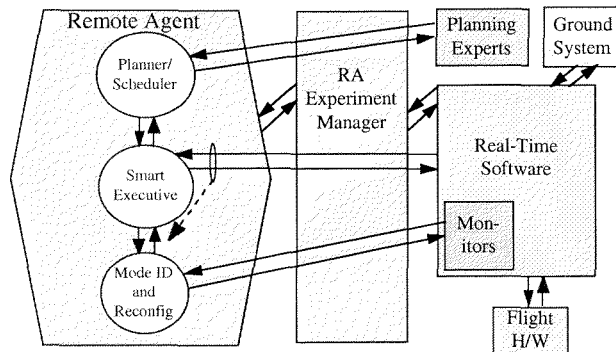 Remote Agent
Planner/
Scheduler
Smart
Executive
Mode ID
and
Reconfig
RA
Experiment
Manager
Planning
Experts
Ground
System
Real-Time
Software
Mon-
itors
Flight
H/W